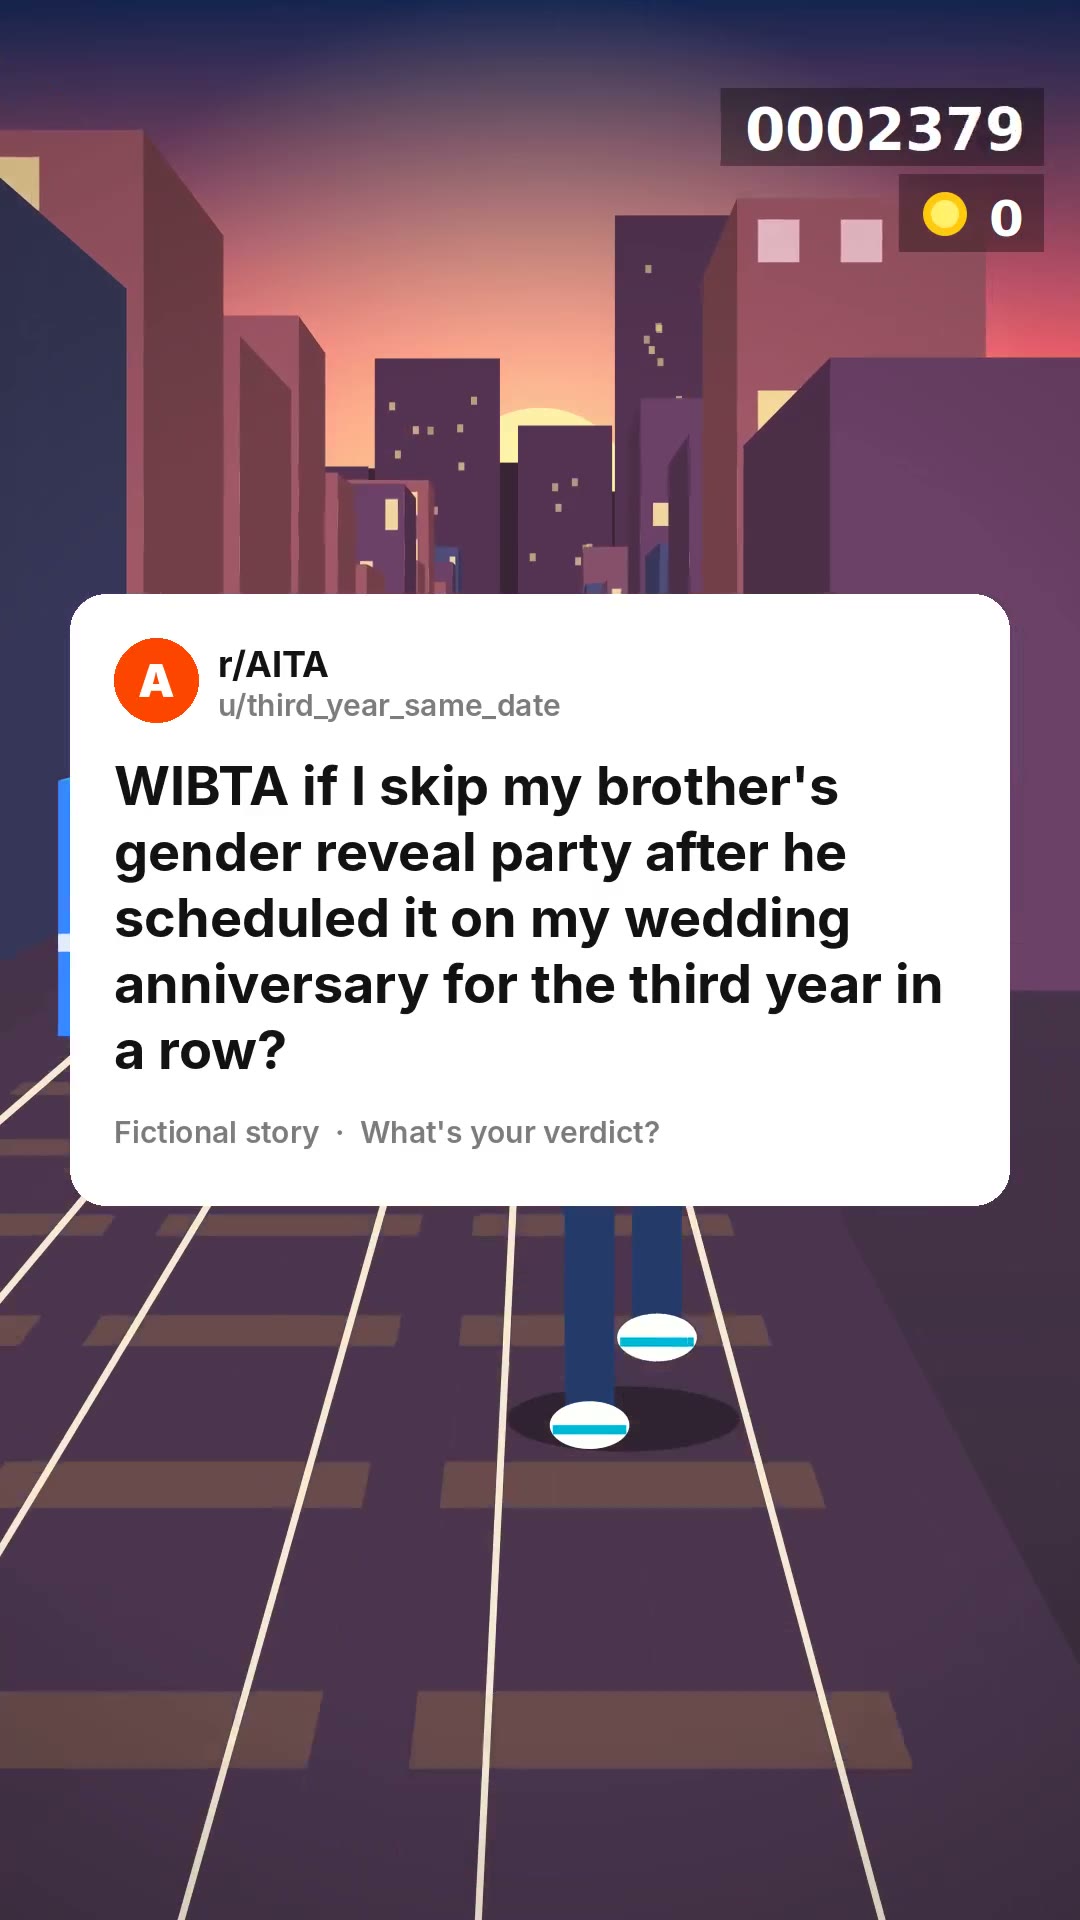 0002379
0
A
r/AITA
u/third_year_same_date
WIBTA if I skip my brother's
gender reveal party after he
scheduled it on my wedding
anniversary for the third year in
a row?
Fictional story · What's your verdict?